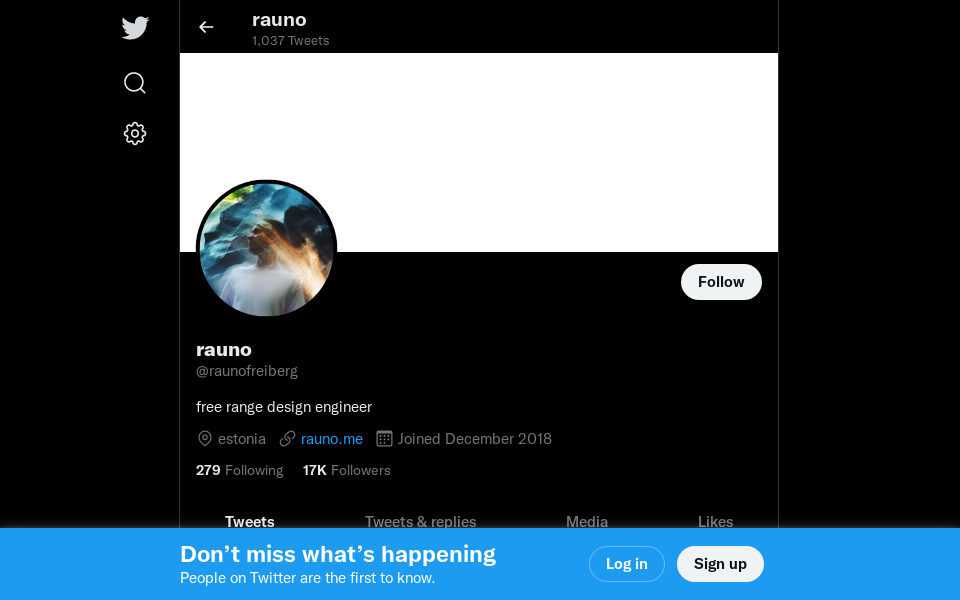 rauno
1,037 Tweets
Follow
rauno
@raunofreiberg
free range design engineer
estonia rauno.me Joined December 2018
279 Following 17K Followers
Tweets Tweets & replies Media Likes
Don’t miss what’s happening
People on Twitter are the first to know.
Log in
Sign up